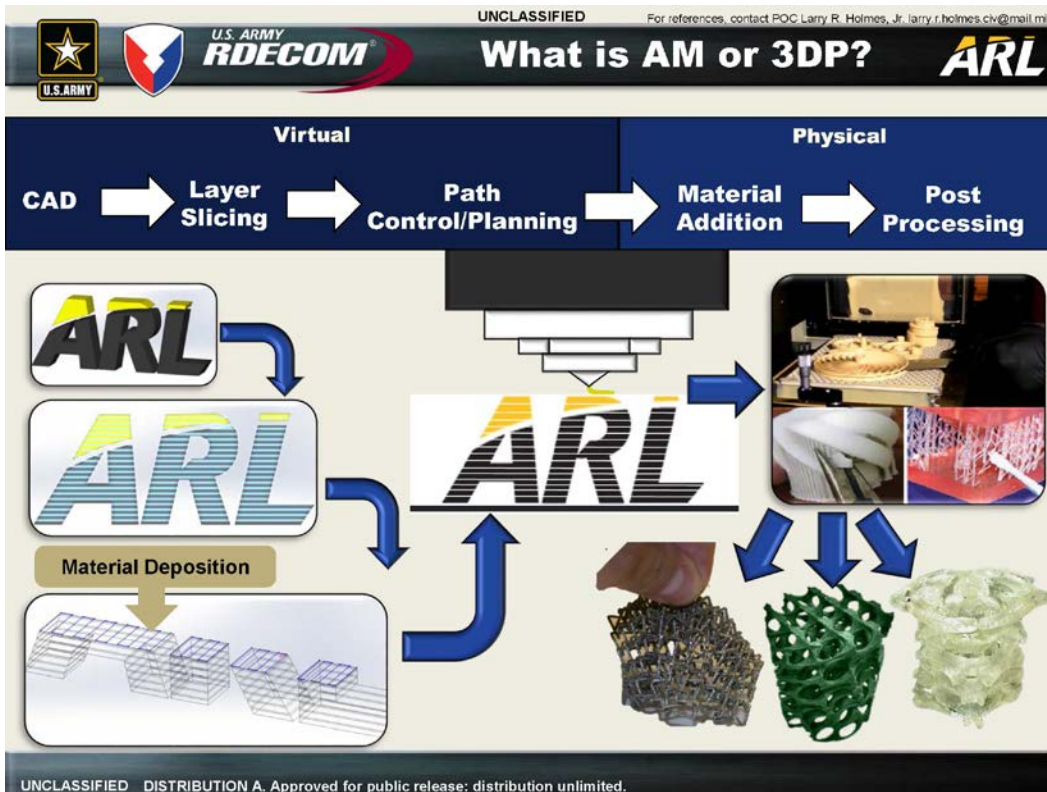 UNCLASSIFIED
For references, contact POC Larry R. Holmes, Jr. larry.r.holmes.civ@mail.mi
U.S. ARMY
U.S. ARMY
RDECOM®
What is AM or 3DP?
ARL
Virtual
Physical
CAD
Layer
Slicing
Path
Control/Planning
Material
Addition
Post
Processing
ARL
ARL
ARL
Material Deposition
UNCLASSIFIED DISTRIBUTION A. Approved for public release: distribution unlimited.